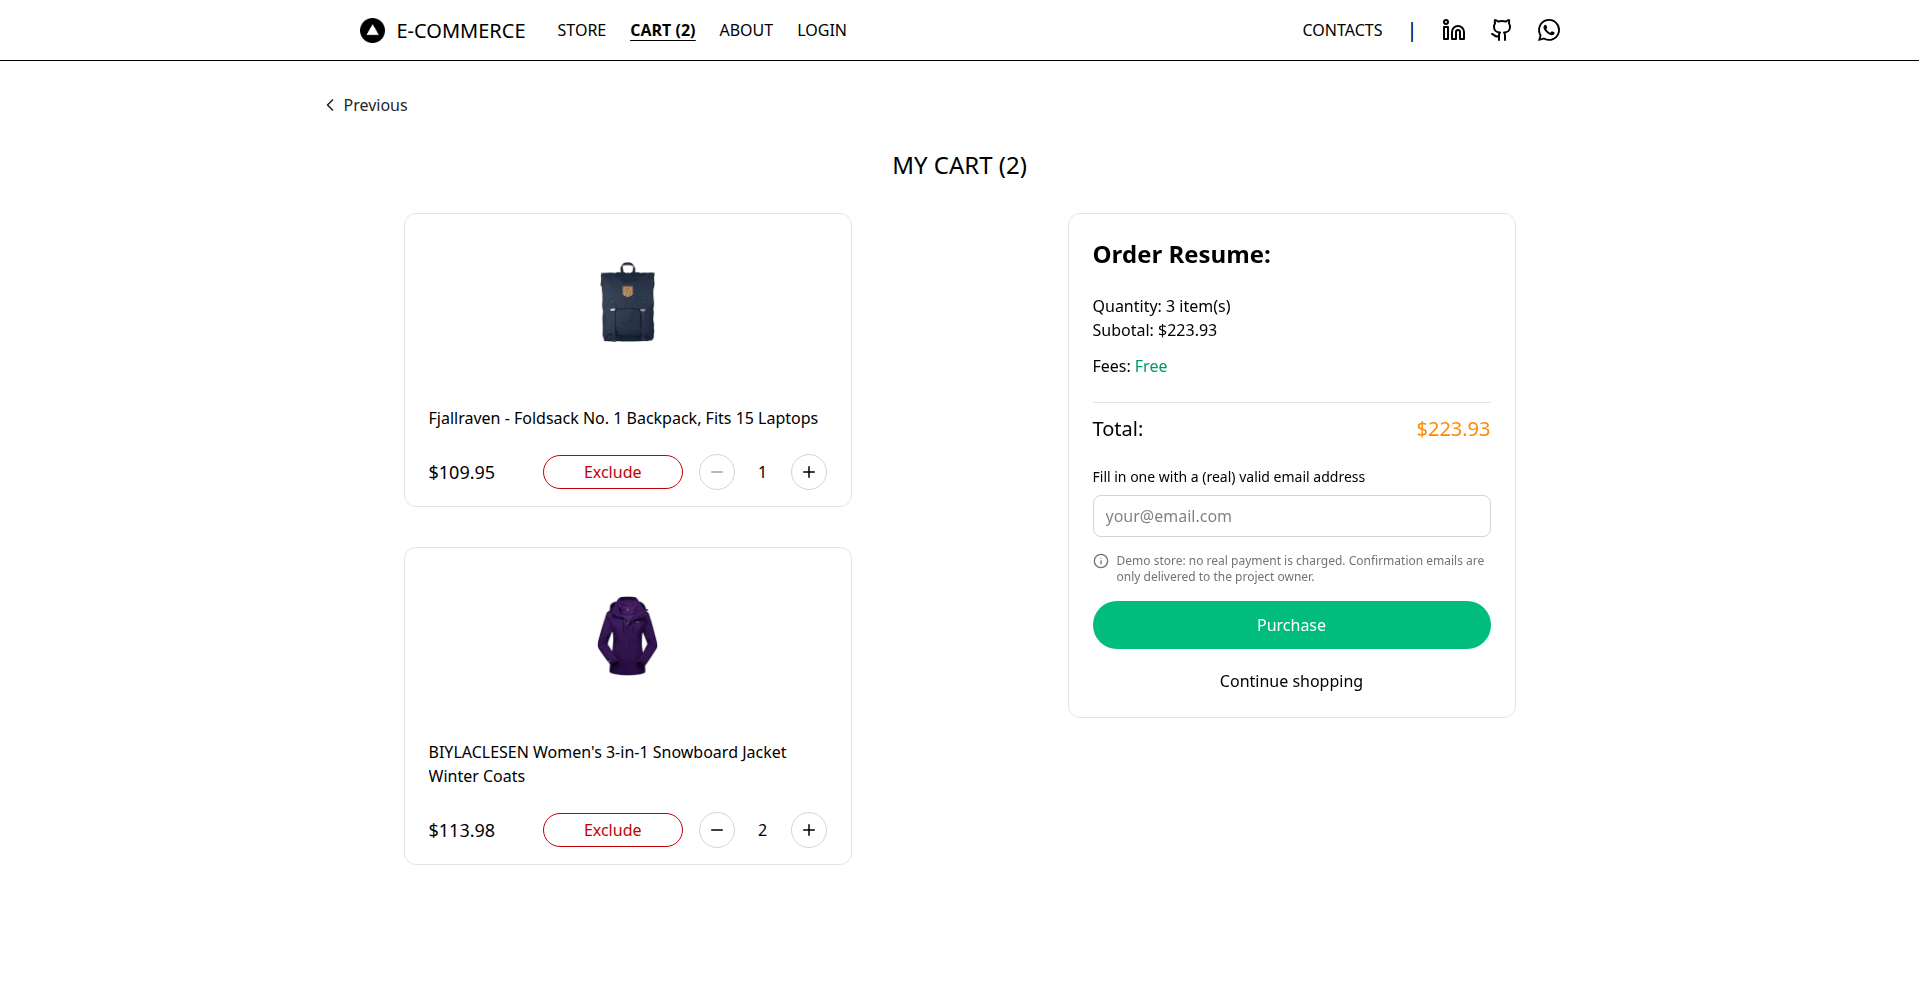 E-COMMERCE STORE CART (2) ABOUT LOGIN CONTACTS |
Previous
MY CART (2)
Fjallraven - Foldsack No. 1 Backpack, Fits 15 Laptops
$109.95 Exclude 1
BIYLACLESEN Women's 3-in-1 Snowboard Jacket
Winter Coats
$113.98 Exclude 2
Order Resume:
Quantity: 3 item(s)
Subotal: $223.93
Fees: Free
Total: $223.93
Fill in one with a (real) valid email address
your@email.com
Demo store: no real payment is charged. Confirmation emails are
only delivered to the project owner.
Purchase
Continue shopping